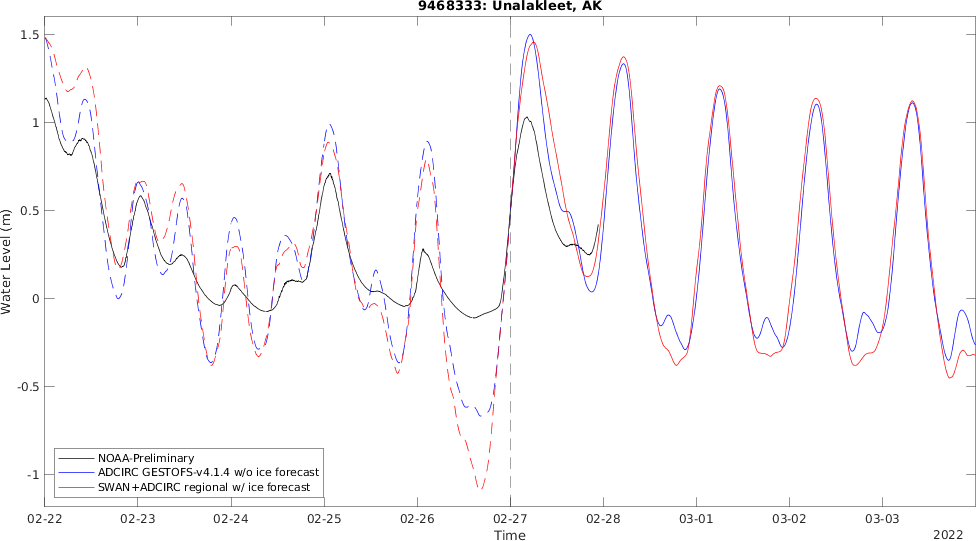 9468333: Unalakleet, AK
Water Level (m)
1.5
1
0.5
0
-0.5
-1
NOAA-Preliminary
ADCIRC GESTOFS-v4.1.4 w/o ice forecast
SWAN+ADCIRC regional w/ ice forecast
02-22 02-23 02-24 02-25 02-26 02-27 02-28 03-01 03-02 03-03
Time
2022